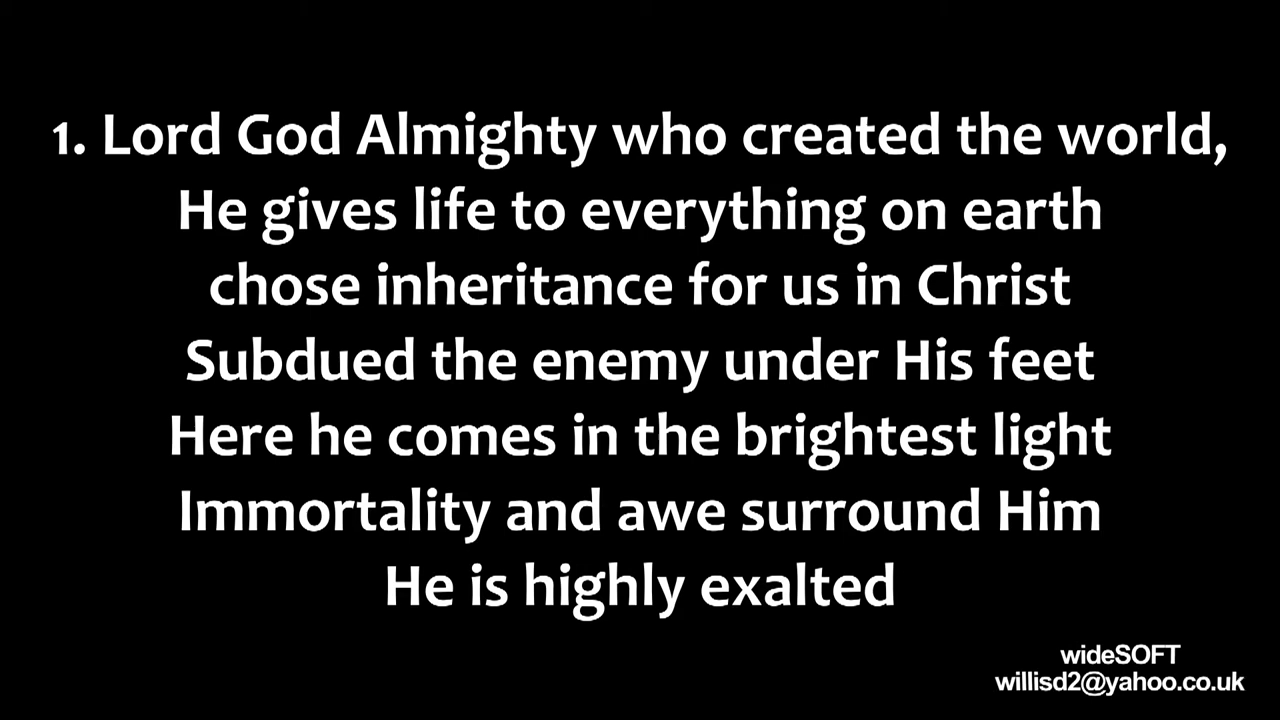 1. Lord God Almighty who created the world,
He gives life to everything on earth
chose inheritance for us in Christ
Subdued the enemy under His feet
Here he comes in the brightest light
Immortality and awe surround Him
He is highly exalted
wideSOFT
willisd2@yahoo.co.uk